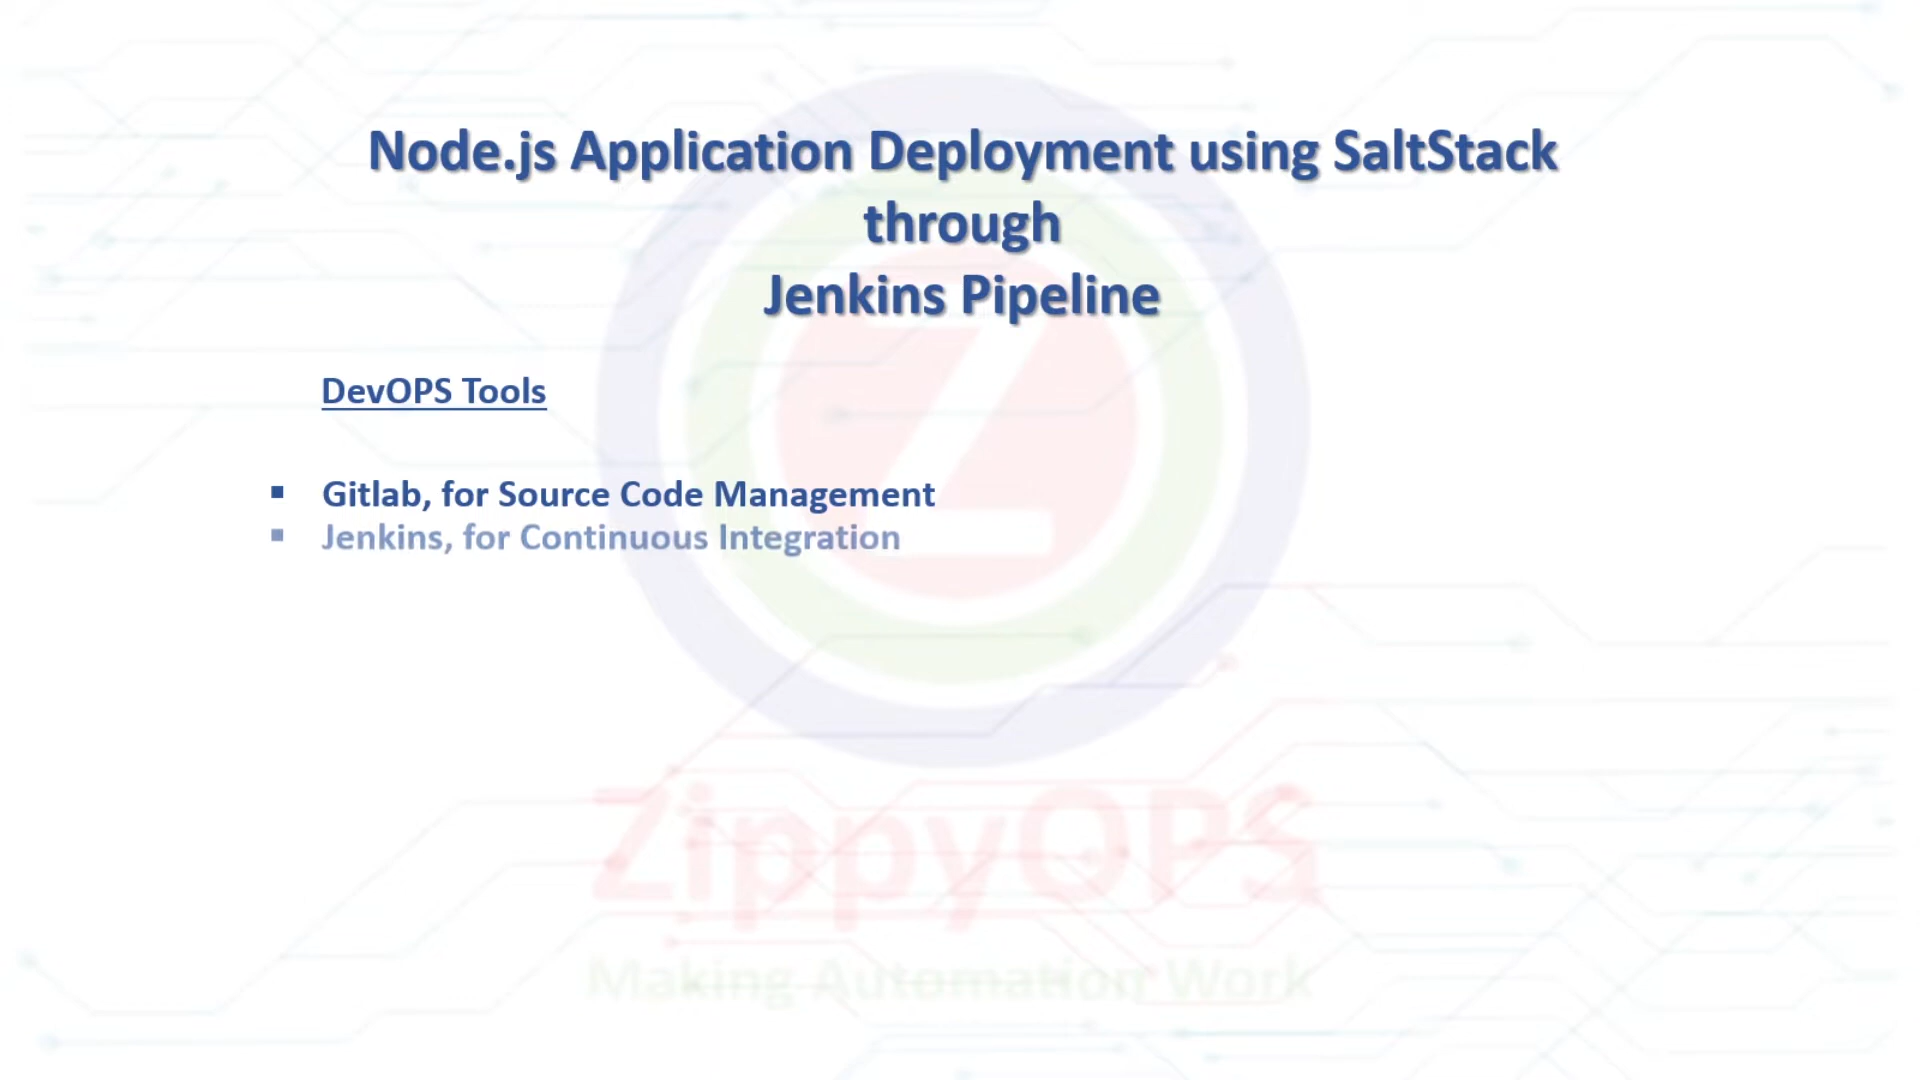 Node.js Application Deployment using SaltStack
through
Jenkins Pipeline
DevOPS Tools
▪ Gitlab, for Source Code Management
▪ Jenkins, for Continuous Integration
Z
ZippyOPS
Making Automation Work